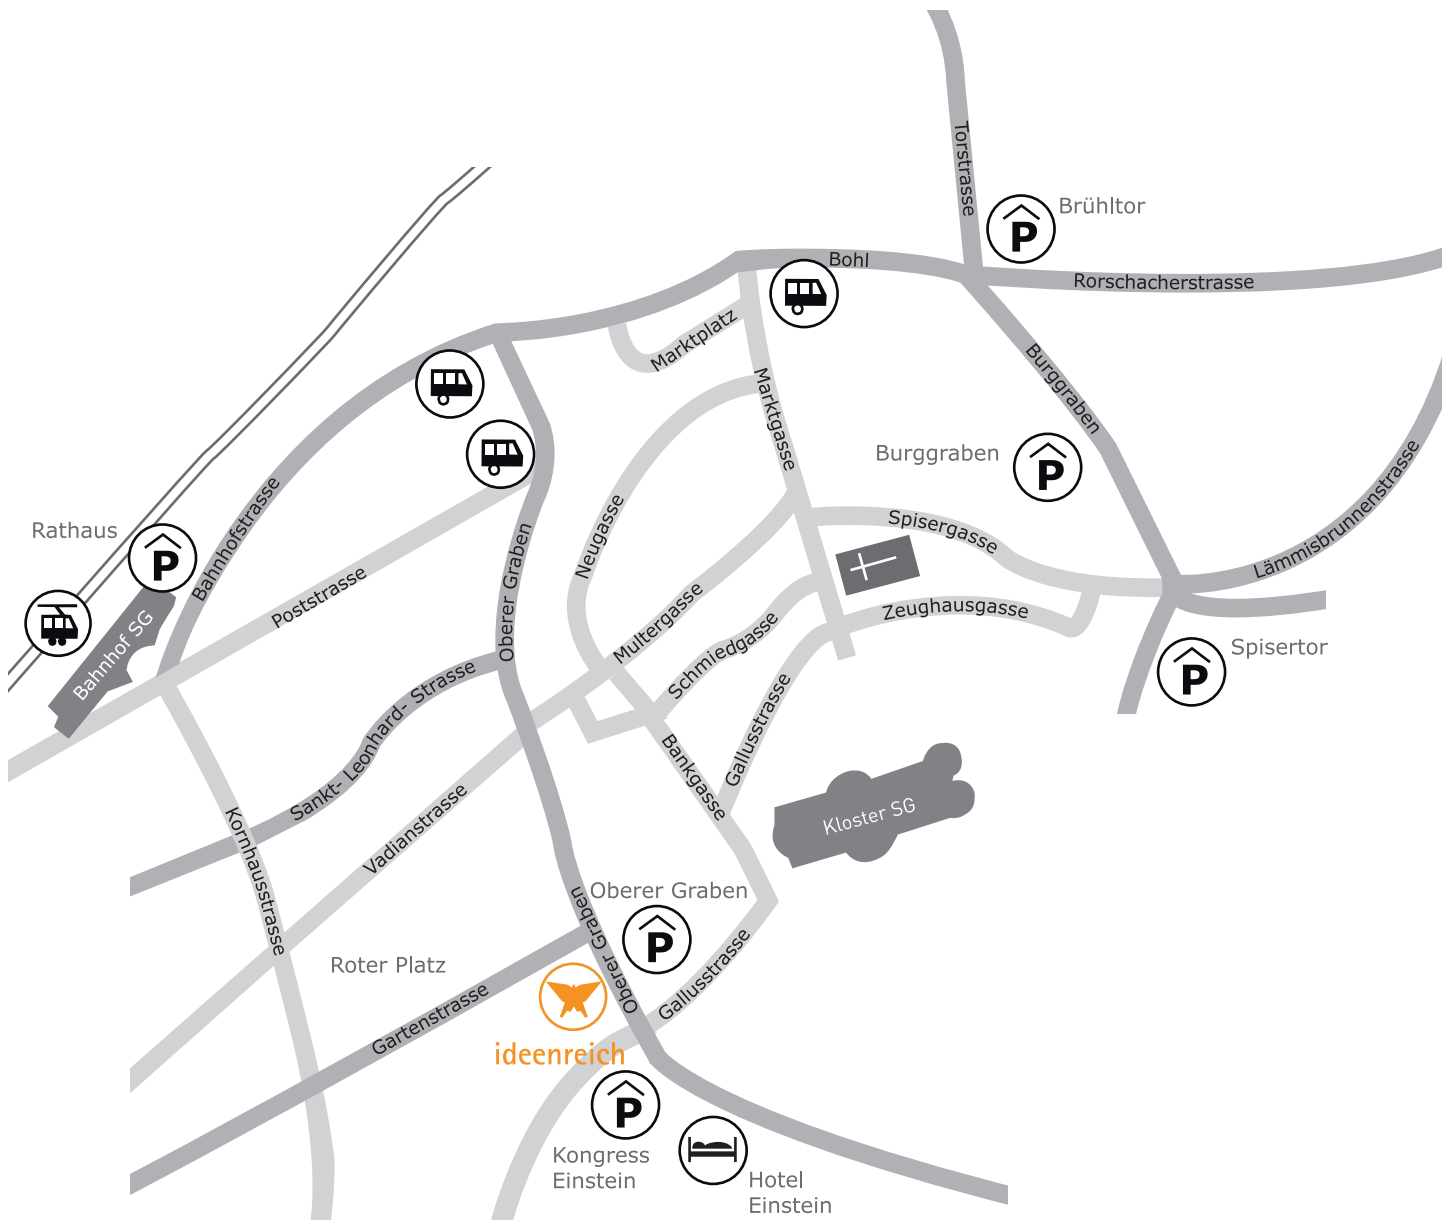 Torstrasse
Brühltor
P
Bohl
Rorschacherstrasse
Marktplatz
Burggraben
Marktgasse
Burggraben
P
Lämmisbrunnenstrasse
Bahnhofstrasse
Rathaus
P
Neugasse
Spisergasse
Oberer Graben
Poststrasse
Multergasse
Zeughausgasse
Schmiedgasse
Bahnhof SG
Spisertor
P
Sankt- Leonhard- Strasse
Gallusstrasse
Bankgasse
Vadianstrasse
Kloster SG
Kornhausstrasse
Oberer Graben
P
Oberer Graben
Roter Platz
Gallusstrasse
Gartenstrasse
ideenreich
P
Kongress
Einstein
Hotel
Einstein